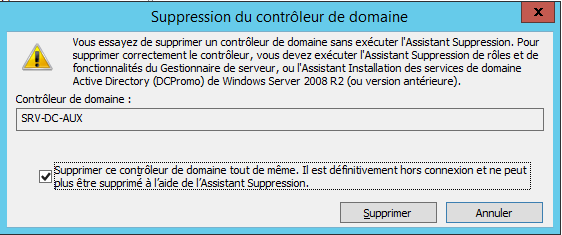 Suppression du contrôleur de domaine
x
Vous essayez de supprimer un contrôleur de domaine sans exécuter l'Assistant Suppression. Pour
supprimer correctement le contrôleur, vous devez exécuter l'Assistant Suppression de rôles et de
fonctionnalités du Gestionnaire de serveur, ou l'Assistant Installation des services de domaine
Active Directory (DCPromo) de Windows Server 2008 R2 (ou version antérieure).
Contrôleur de domaine :
SRV-DC-AUX
Supprimer ce contrôleur de domaine tout de même. Il est définitivement hors connexion et ne peut
plus être supprimé à l'aide de l'Assistant Suppression.
Supprimer
Annuler